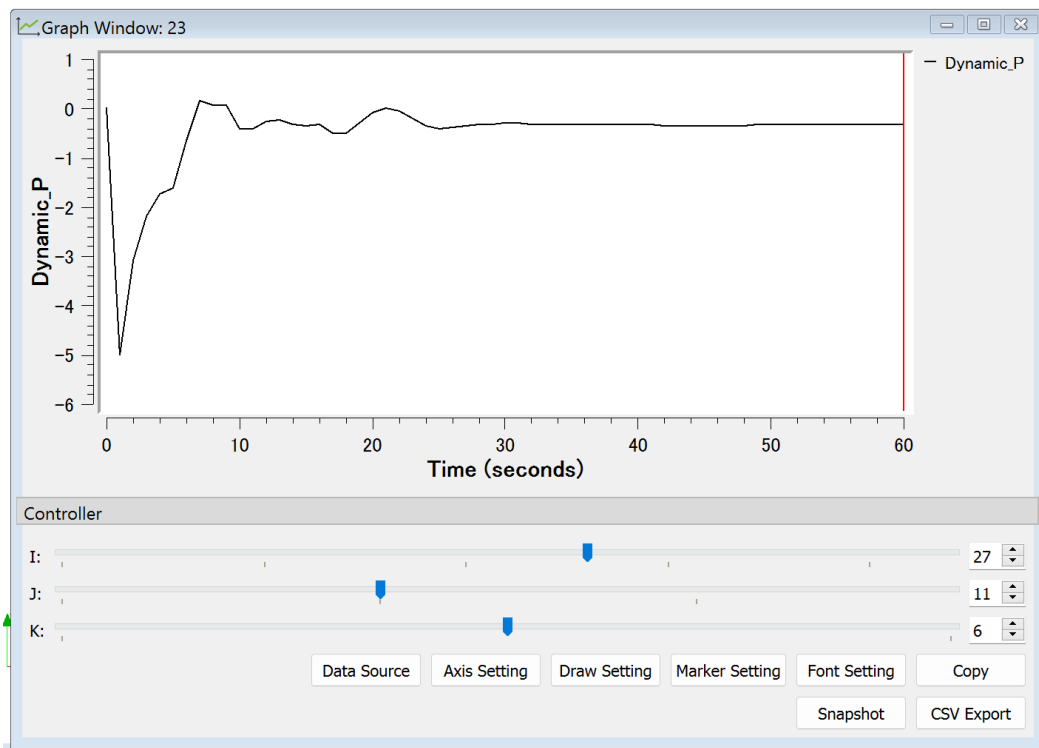 Graph Window: 23
1
0
-1
-2
-3
-4
-5
-6
Dynamic_P
0 10 20 30 40 50 60
Time (seconds)
Dynamic_P
Controller
I: 27
J: 11
K: 6
Data Source Axis Setting Draw Setting Marker Setting Font Setting Copy
Snapshot CSV Export